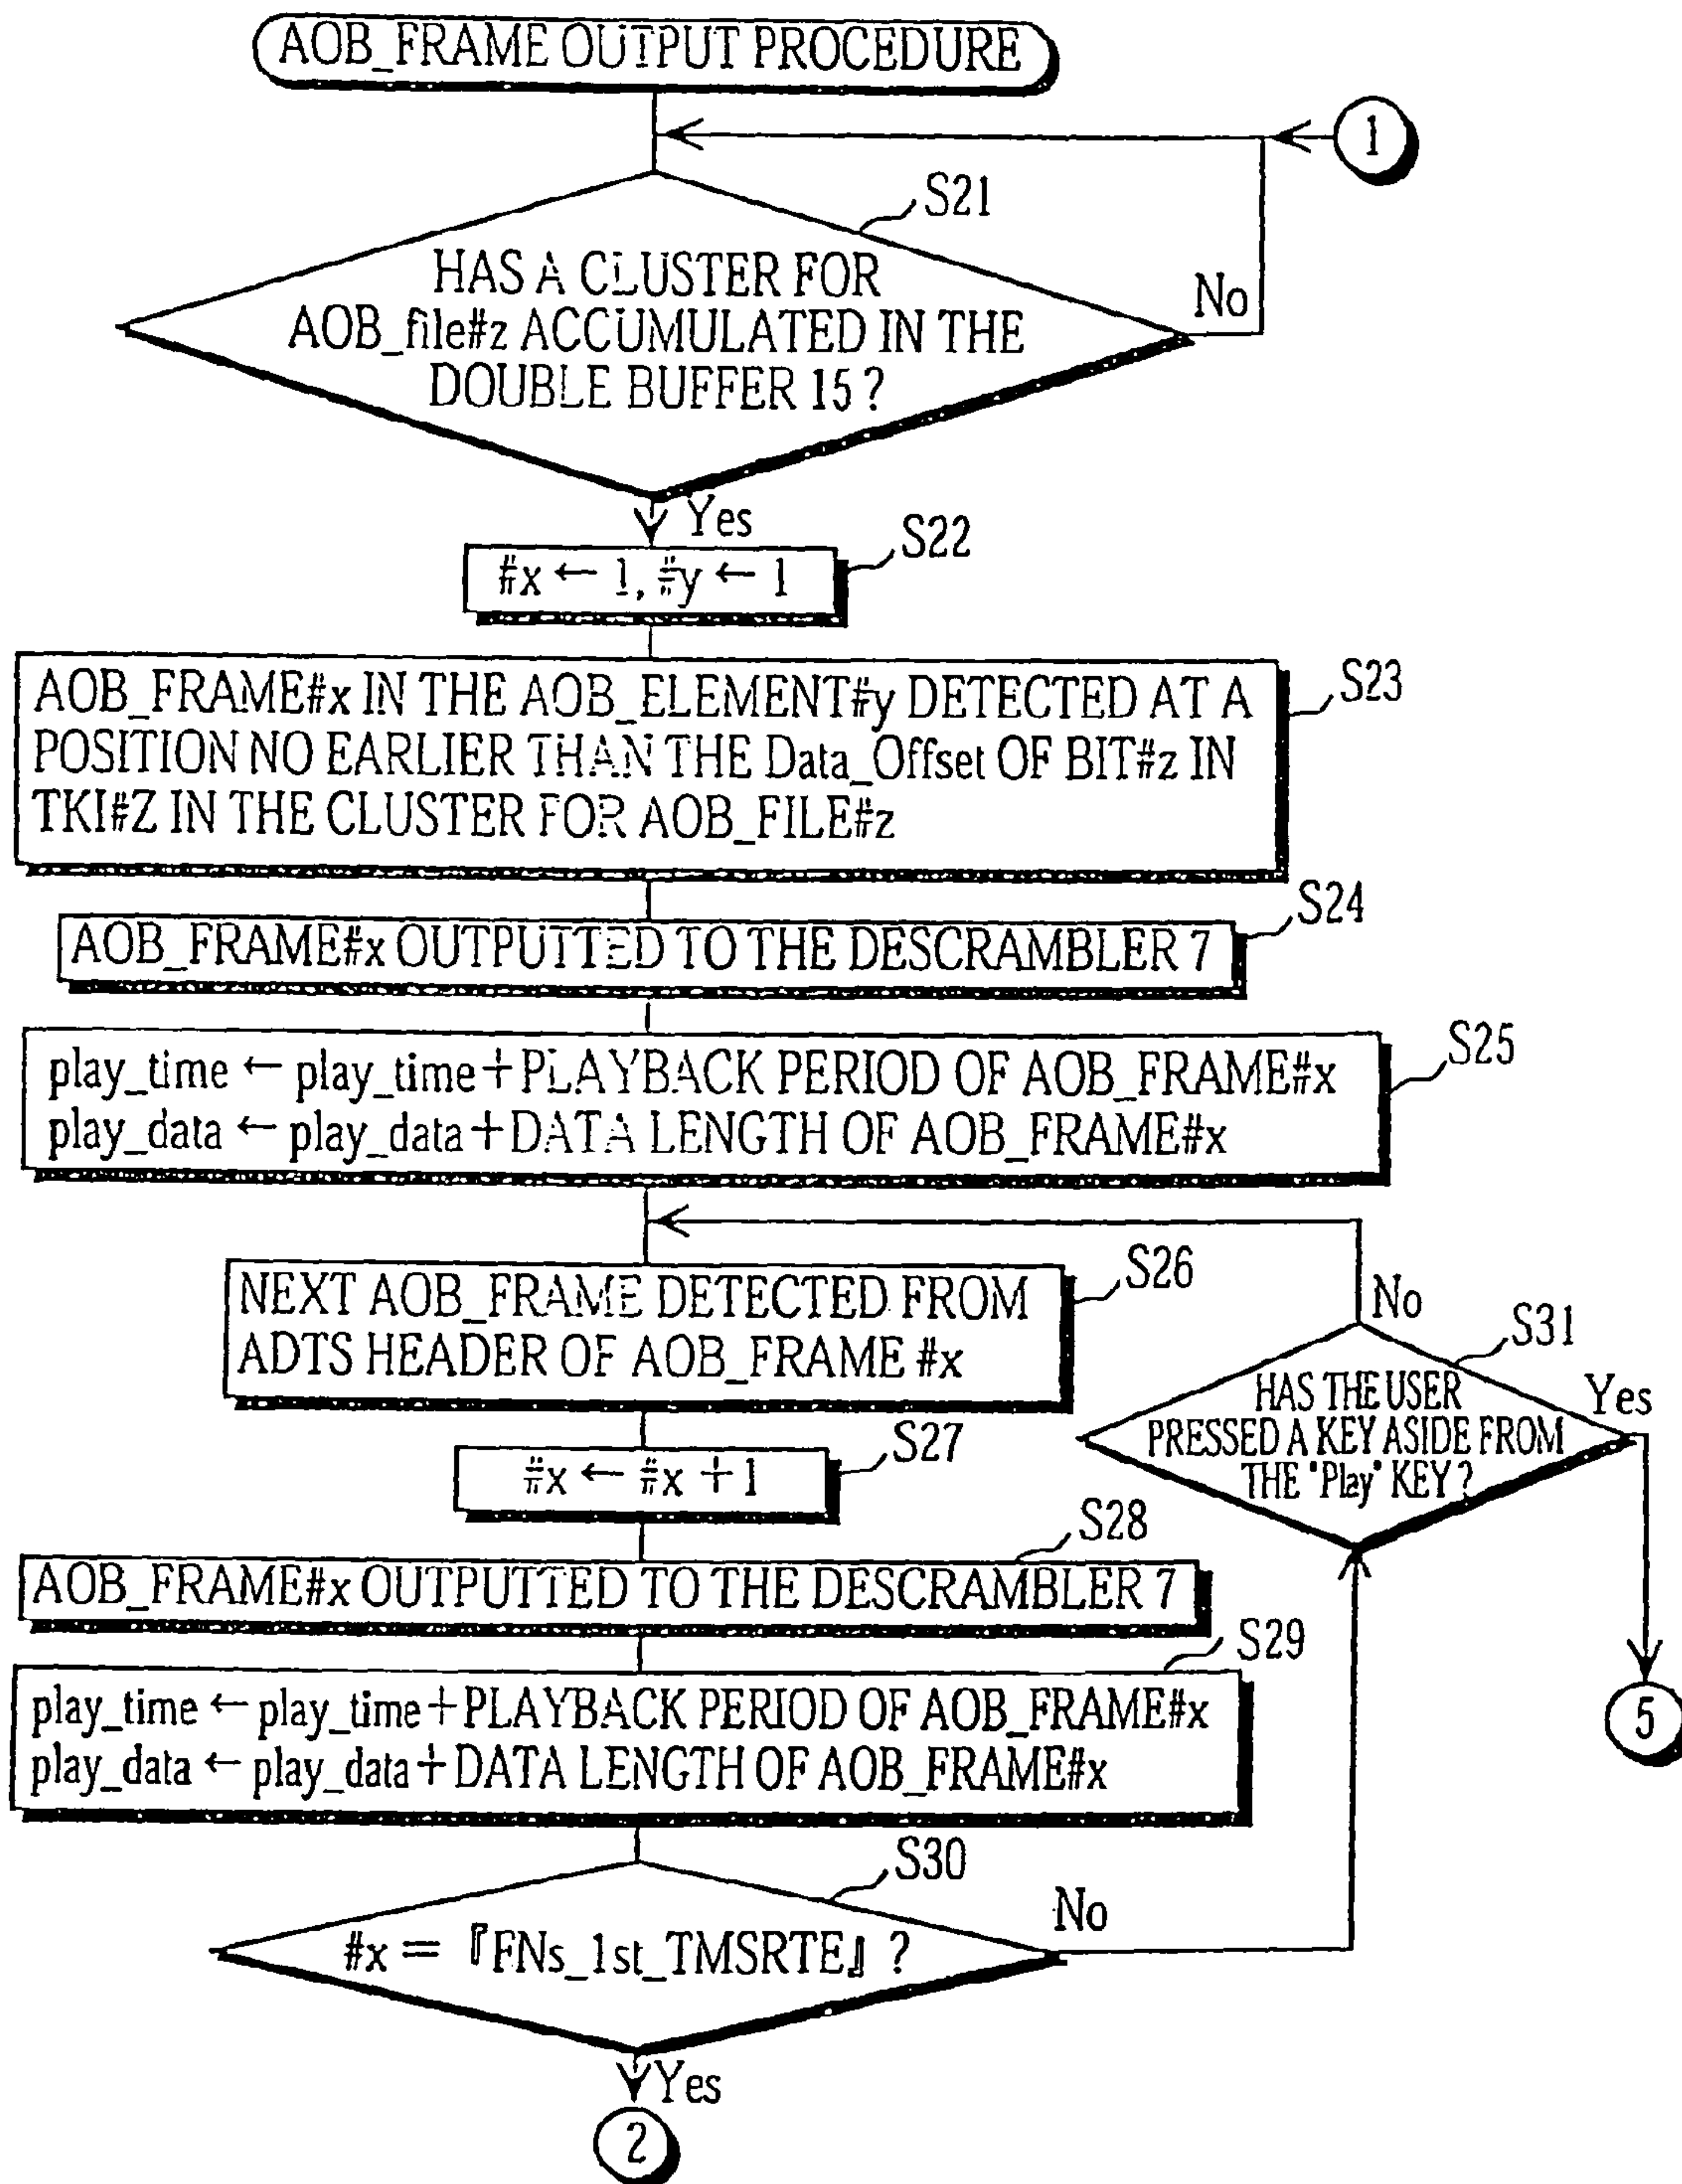 AOB_FRAME OUTPUT PROCEDURE
1
S21
HAS A CLUSTER FOR
AOB_file#z ACCUMULATED IN THE
DOUBLE BUFFER 15?
No
Yes
S22
#x ← 1, #y ← 1
S23
AOB_FRAME#x IN THE AOB_ELEMENT#y DETECTED AT A
POSITION NO EARLIER THAN THE Data_Offset OF BIT#z IN
TKI#Z IN THE CLUSTER FOR AOB_FILE#z
S24
AOB_FRAME#x OUTPUTTED TO THE DESCRAMBLER 7
S25
play_time ← play_time+PLAYBACK PERIOD OF AOB_FRAME#x
play_data ← play_data+DATA LENGTH OF AOB_FRAME#x
S26
NEXT AOB_FRAME DETECTED FROM
ADTS HEADER OF AOB_FRAME #x
S27
#x ← #x +1
S28
AOB_FRAME#x OUTPUTTED TO THE DESCRAMBLER 7
S29
play_time ← play_time+PLAYBACK PERIOD OF AOB_FRAME#x
play_data ← play_data+DATA LENGTH OF AOB_FRAME#x
S30
#x = 『FNs_1st_TMSRTE』?
No
Yes
2
No
S31
HAS THE USER
PRESSED A KEY ASIDE FROM
THE "Play" KEY?
Yes
5